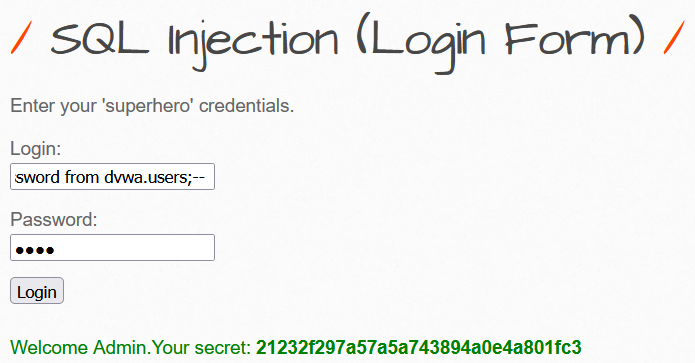 / SQL Injection (Login Form) /
Enter your 'superhero' credentials.
Login:
sword from dvwa.users;--
Password:
●●●●
Login
Welcome Admin.Your secret: 21232f297a57a5a743894a0e4a801fc3